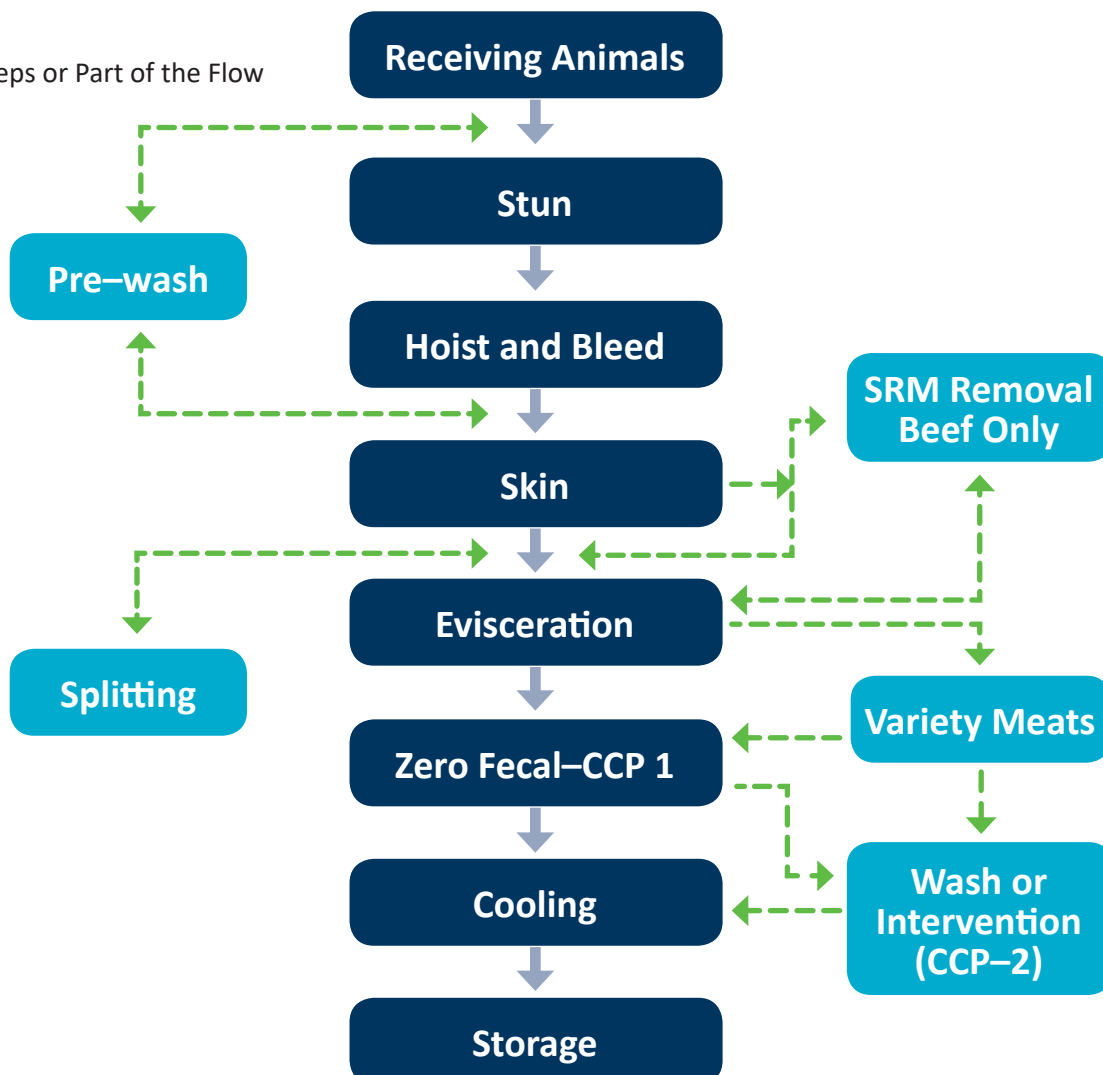 Receiving Animals
eps or Part of the Flow
Stun
Pre–wash
Hoist and Bleed
SRM Removal
Beef Only
Skin
Evisceration
Splitting
Variety Meats
Zero Fecal–CCP 1
Cooling
Wash or
Intervention
(CCP–2)
Storage